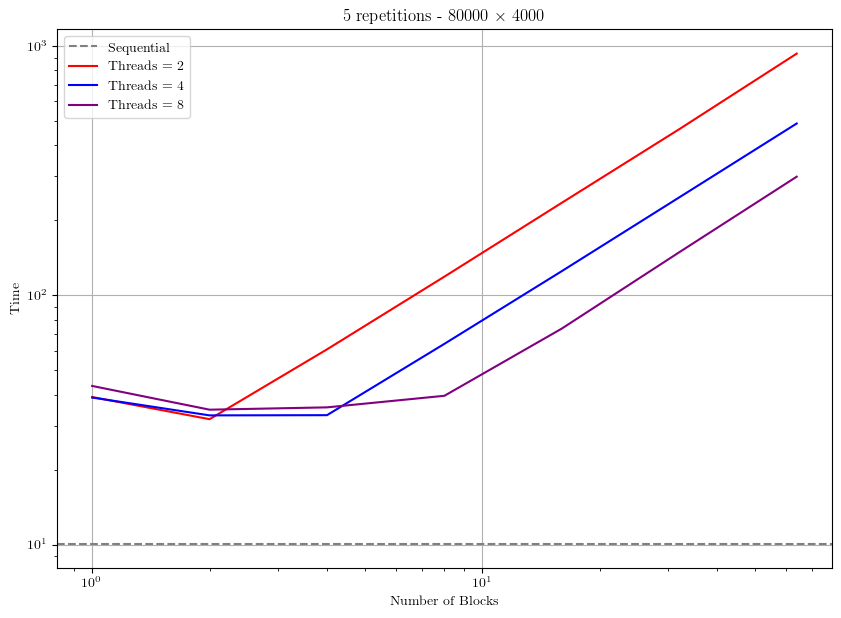 5 repetitions - 80000 × 4000
Sequential
Threads = 2
Threads = 4
Threads = 8
10³
10²
10¹
Time
10⁰
10¹
Number of Blocks